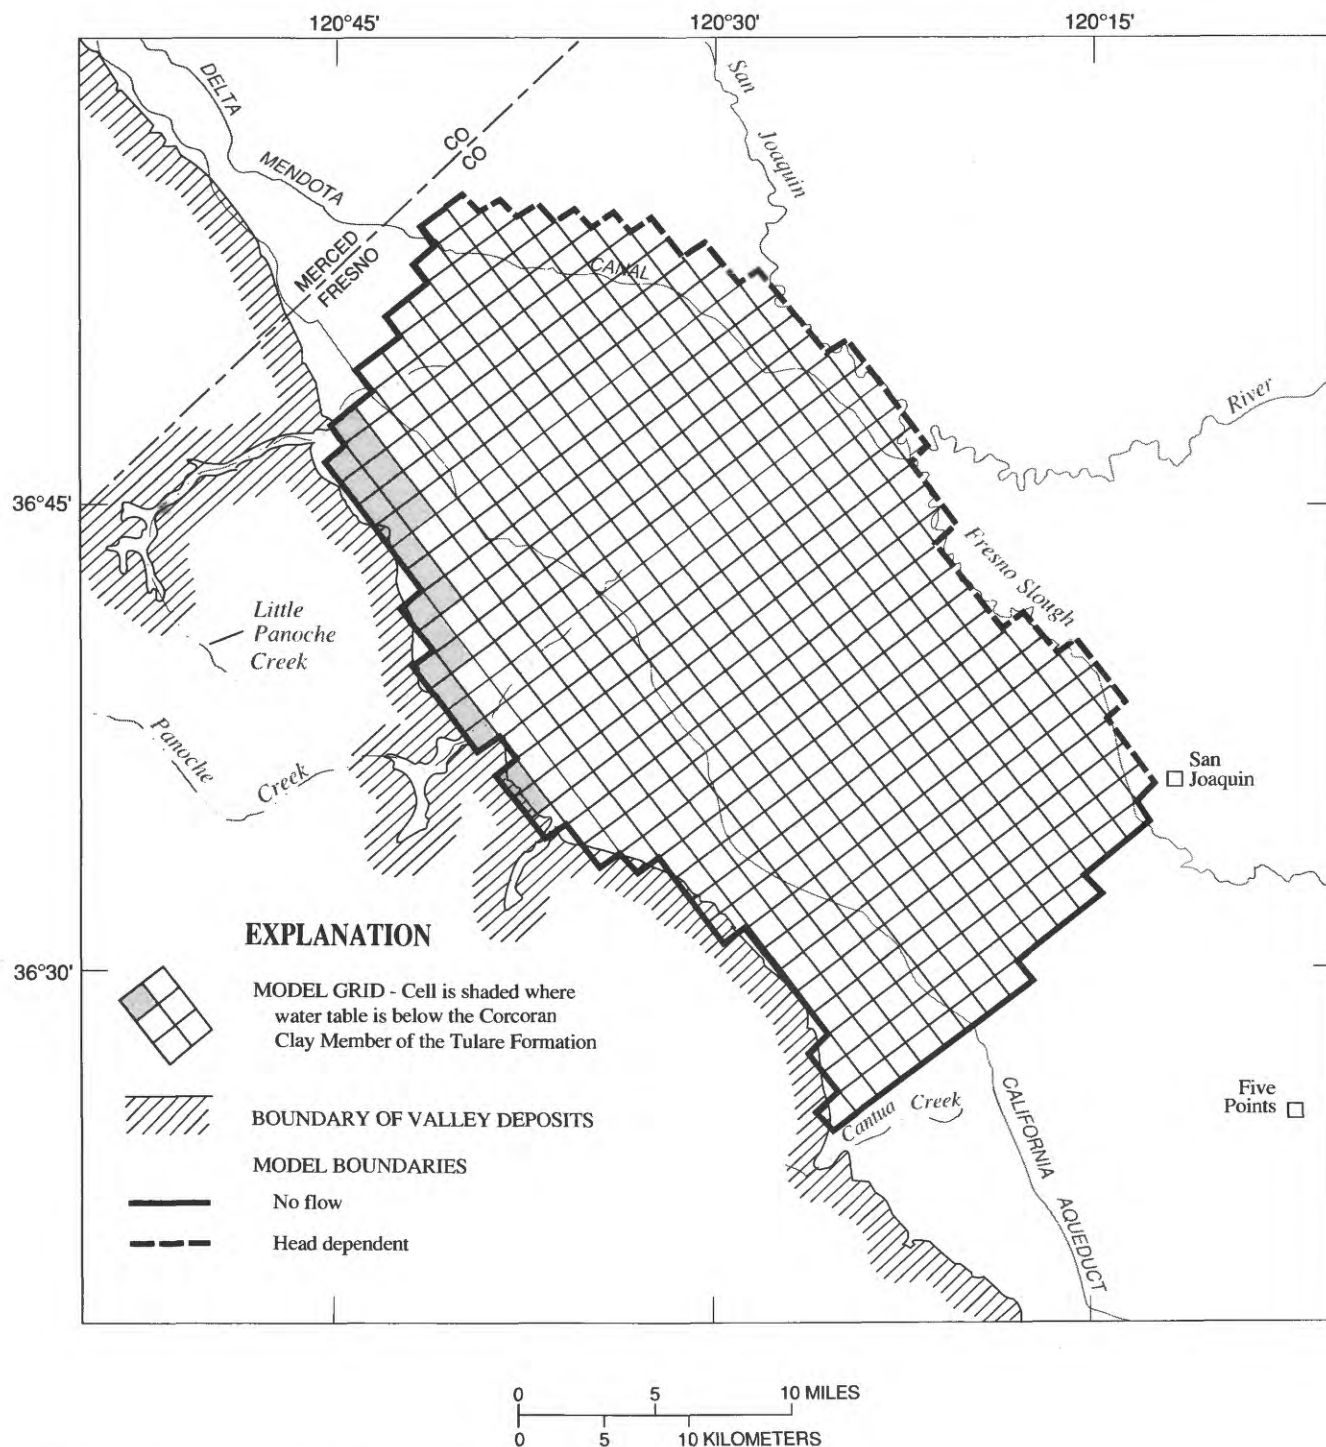 120°45'
120°30'
120°15'
DELTA
MENDOTA
CANAL
CO
CO
MERCED
FRESNO
San
Joaquin
River
36°45'
Fresno Slough
Little
Panoche
Creek
Panoche
Creek
San
Joaquin
EXPLANATION
36°30'
MODEL GRID - Cell is shaded where
water table is below the Corcoran
Clay Member of the Tulare Formation
BOUNDARY OF VALLEY DEPOSITS
MODEL BOUNDARIES
No flow
Head dependent
Cantua Creek
CALIFORNIA
AQUEDUCT
Five
Points
0 5 10 MILES
0 5 10 KILOMETERS